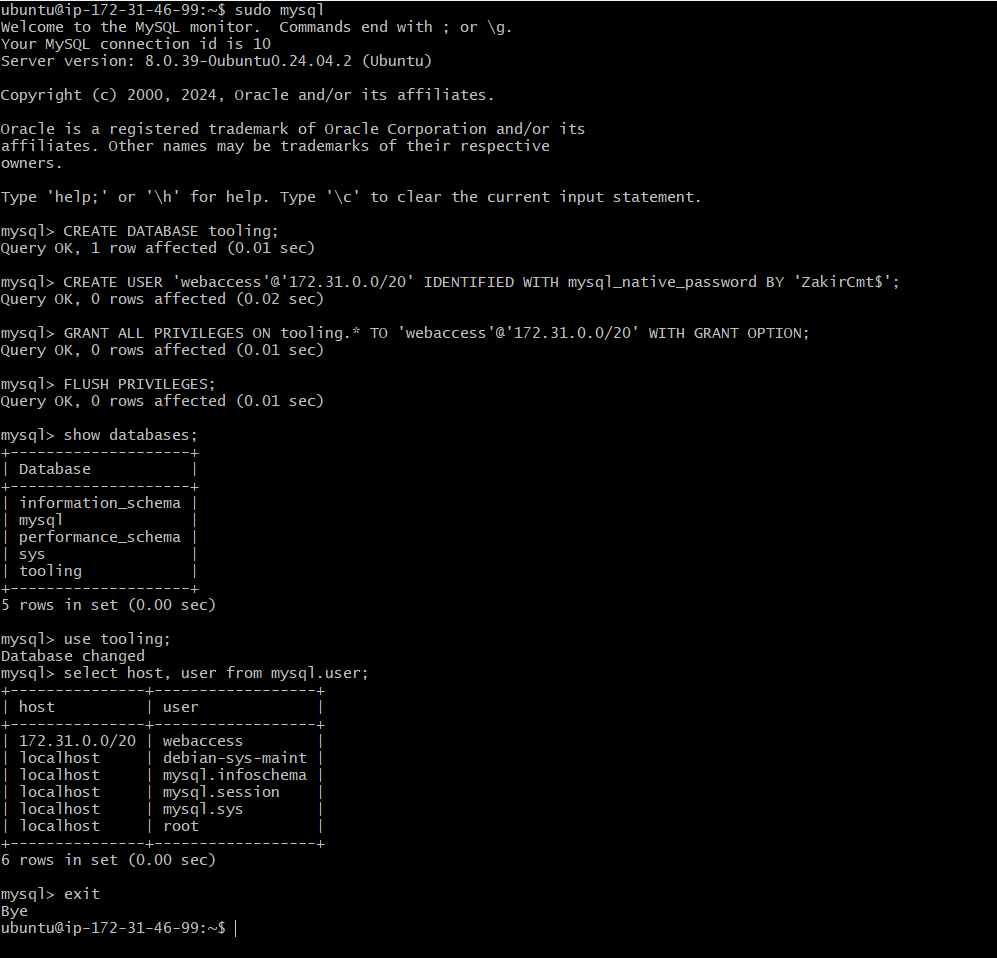 ubuntu@ip-172-31-46-99:~$ sudo mysql
Welcome to the MySQL monitor.  Commands end with ; or \g.
Your MySQL connection id is 10
Server version: 8.0.39-0ubuntu0.24.04.2 (Ubuntu)

Copyright (c) 2000, 2024, Oracle and/or its affiliates.

Oracle is a registered trademark of Oracle Corporation and/or its
affiliates. Other names may be trademarks of their respective
owners.

Type 'help;' or '\h' for help. Type '\c' to clear the current input statement.

mysql> CREATE DATABASE tooling;
Query OK, 1 row affected (0.01 sec)

mysql> CREATE USER 'webaccess'@'172.31.0.0/20' IDENTIFIED WITH mysql_native_password BY 'ZakirCmt$';
Query OK, 0 rows affected (0.02 sec)

mysql> GRANT ALL PRIVILEGES ON tooling.* TO 'webaccess'@'172.31.0.0/20' WITH GRANT OPTION;
Query OK, 0 rows affected (0.01 sec)

mysql> FLUSH PRIVILEGES;
Query OK, 0 rows affected (0.01 sec)

mysql> show databases;
+--------------------+
| Database           |
+--------------------+
| information_schema |
| mysql              |
| performance_schema |
| sys                |
| tooling            |
+--------------------+
5 rows in set (0.00 sec)

mysql> use tooling;
Database changed
mysql> select host, user from mysql.user;
+---------------+------------------+
| host          | user             |
+---------------+------------------+
| 172.31.0.0/20 | webaccess        |
| localhost     | debian-sys-maint |
| localhost     | mysql.infoschema |
| localhost     | mysql.session    |
| localhost     | mysql.sys        |
| localhost     | root             |
+---------------+------------------+
6 rows in set (0.00 sec)

mysql> exit
Bye
ubuntu@ip-172-31-46-99:~$